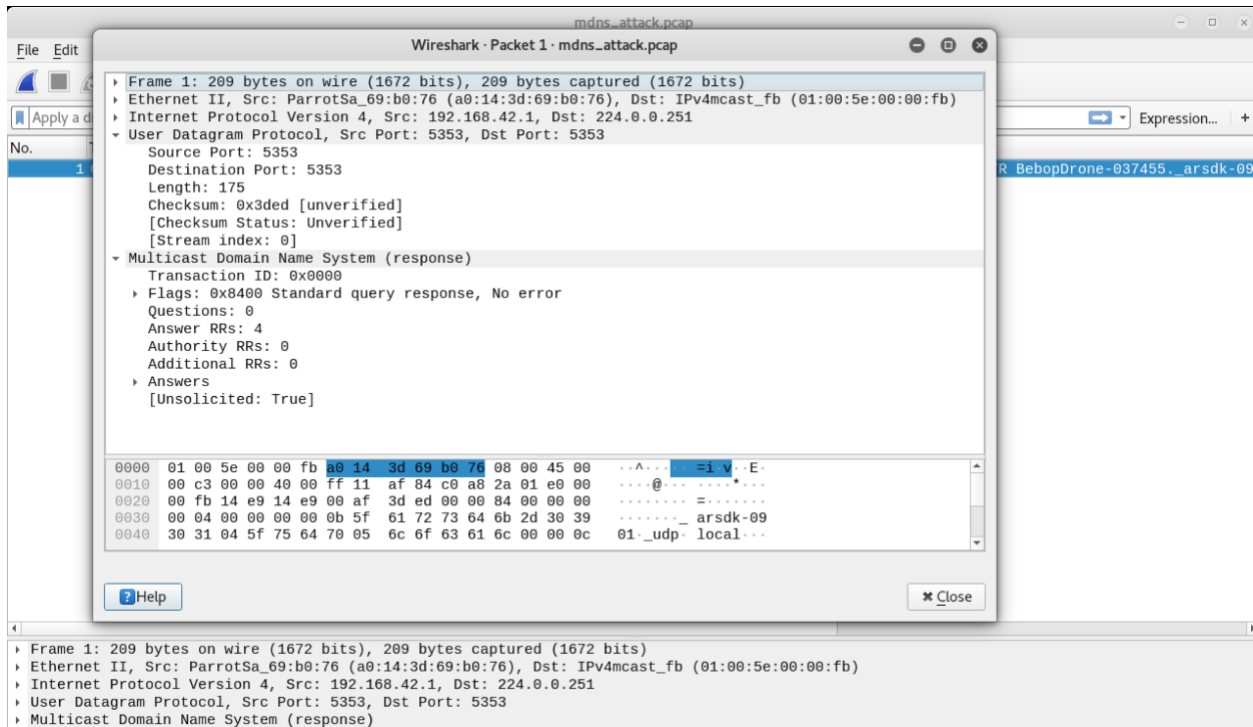 mdns_attack.pcap
File Edit
Wireshark · Packet 1 · mdns_attack.pcap
Frame 1: 209 bytes on wire (1672 bits), 209 bytes captured (1672 bits)
Ethernet II, Src: ParrotSa_69:b0:76 (a0:14:3d:69:b0:76), Dst: IPv4mcast_fb (01:00:5e:00:00:fb)
Internet Protocol Version 4, Src: 192.168.42.1, Dst: 224.0.0.251
User Datagram Protocol, Src Port: 5353, Dst Port: 5353
Source Port: 5353
Destination Port: 5353
Length: 175
Checksum: 0x3ded [unverified]
[Checksum Status: Unverified]
[Stream index: 0]
Multicast Domain Name System (response)
Transaction ID: 0x0000
Flags: 0x8400 Standard query response, No error
Questions: 0
Answer RRs: 4
Authority RRs: 0
Additional RRs: 0
Answers
[Unsolicited: True]
Apply a d
Expression... +
No.
1
R BebopDrone-037455._arsdk-09
0000 01 00 5e 00 00 fb a0 14 3d 69 b0 76 08 00 45 00 ··^····· =i·v··E·
0010 00 c3 00 00 40 00 ff 11 af 84 c0 a8 2a 01 e0 00 ····@··· ····*···
0020 00 fb 14 e9 14 e9 00 af 3d ed 00 00 84 00 00 00 ········ =·······
0030 00 04 00 00 00 00 0b 5f 61 72 73 64 6b 2d 30 39 ·······_ arsdk-09
0040 30 31 04 5f 75 64 70 05 6c 6f 63 61 6c 00 00 0c 01·_udp· local···
Help
Close
Frame 1: 209 bytes on wire (1672 bits), 209 bytes captured (1672 bits)
Ethernet II, Src: ParrotSa_69:b0:76 (a0:14:3d:69:b0:76), Dst: IPv4mcast_fb (01:00:5e:00:00:fb)
Internet Protocol Version 4, Src: 192.168.42.1, Dst: 224.0.0.251
User Datagram Protocol, Src Port: 5353, Dst Port: 5353
Multicast Domain Name System (response)